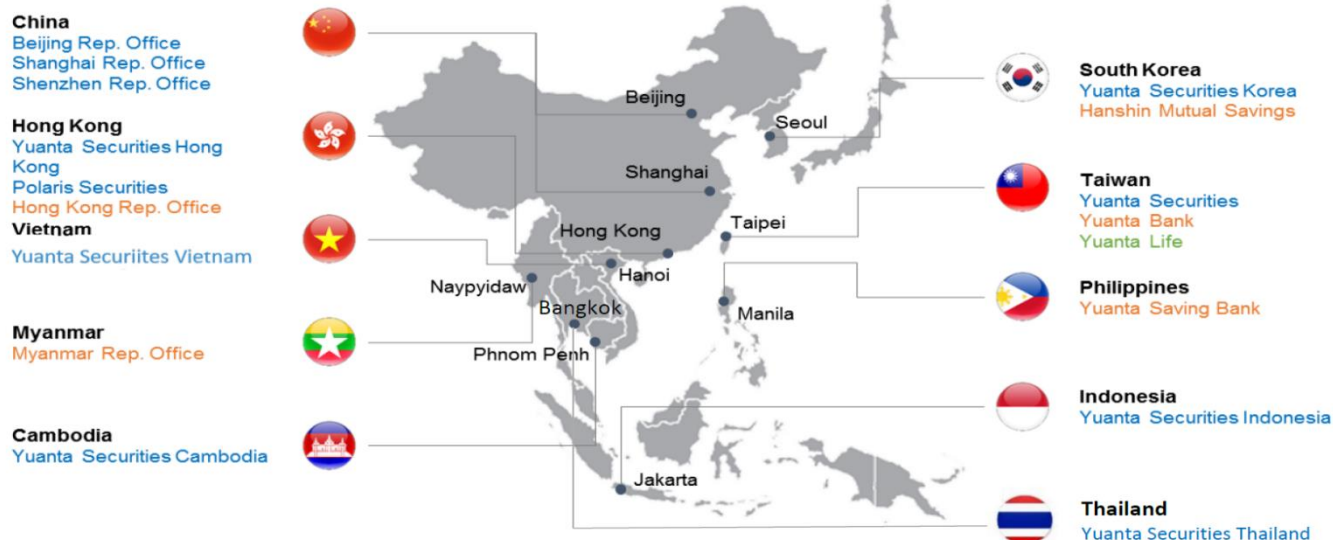 China
Beijing Rep. Office
Shanghai Rep. Office
Shenzhen Rep. Office
Hong Kong
Yuanta Securities Hong
Kong
Polaris Securities
Hong Kong Rep. Office
Vietnam
Yuanta Securiites Vietnam
Myanmar
Myanmar Rep. Office
Cambodia
Yuanta Securities Cambodia
Beijing
Seoul
Shanghai
Taipei
Hong Kong
Hanoi
Naypyidaw
Bangkok
Manila
Phnom Penh
Jakarta
South Korea
Yuanta Securities Korea
Hanshin Mutual Savings
Taiwan
Yuanta Securities
Yuanta Bank
Yuanta Life
Philippines
Yuanta Saving Bank
Indonesia
Yuanta Securities Indonesia
Thailand
Yuanta Securities Thailand